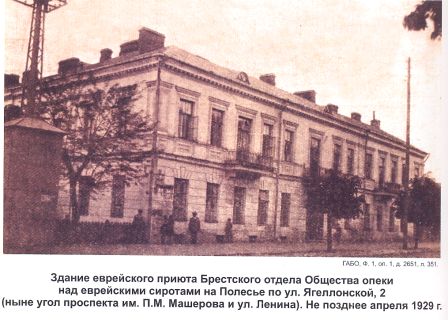 ГАБО, Ф. 1, оп. 1, д. 2651, л. 351.
Здание еврейского приюта Брестского отдела Общества опеки
над еврейскими сиротами на Полесье по ул. Ягеллонской, 2
(ныне угол проспекта им. П.М. Машерова и ул. Ленина). Не позднее апреля 1929 г.